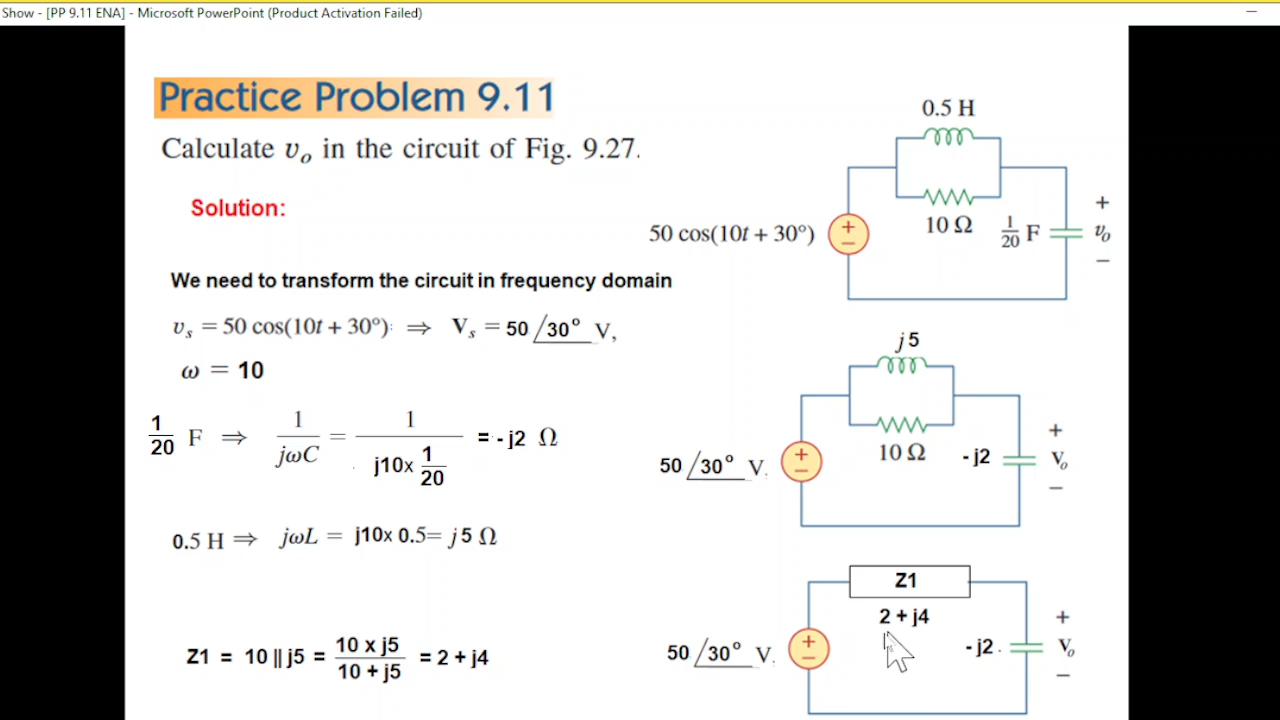 Show - [PP 9.11 ENA] - Microsoft PowerPoint (Product Activation Failed)
Practice Problem 9.11
Calculate vₒ in the circuit of Fig. 9.27.
Solution:
We need to transform the circuit in frequency domain
vₛ = 50 cos(10t + 30°) ⇒ Vₛ = 50 /30° V,
ω = 10
1/20 F ⇒ 1/jωC = 1/(j10x 1/20) = - j2 Ω
0.5 H ⇒ jωL = j10x 0.5= j5 Ω
Z1 = 10 || j5 = 10 x j5/10 + j5 = 2 + j4
0.5 H
10 Ω
1/20 F
50 cos(10t + 30°)
+
−
+
vₒ
−
j5
10 Ω
- j2
50 /30° V.
+
−
+
Vₒ
−
Z1
2 + j4
- j2 .
50 /30° V.
+
−
+
Vₒ
−